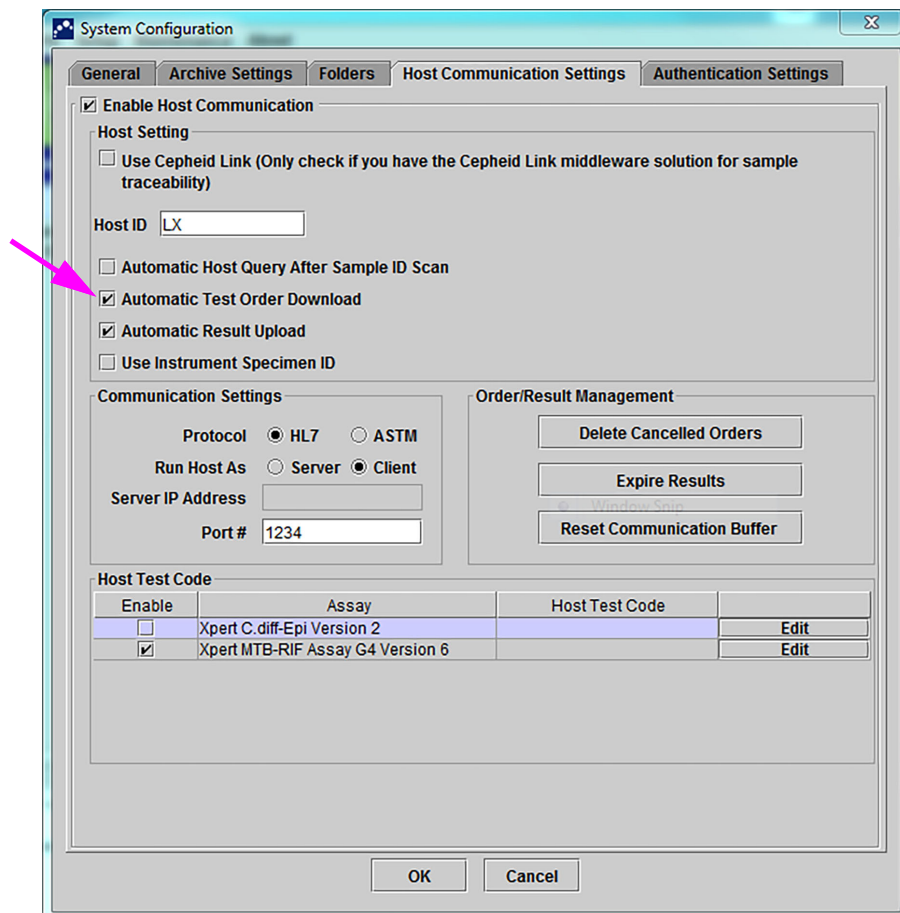 System Configuration
General Archive Settings Folders Host Communication Settings Authentication Settings
Enable Host Communication
Host Setting
Use Cepheid Link (Only check if you have the Cepheid Link middleware solution for sample
traceability)
Host ID LX
Automatic Host Query After Sample ID Scan
Automatic Test Order Download
Automatic Result Upload
Use Instrument Specimen ID
Communication Settings
Protocol HL7 ASTM
Run Host As Server Client
Server IP Address
Port # 1234
Order/Result Management
Delete Cancelled Orders
Expire Results
Window Snip
Reset Communication Buffer
Host Test Code
Enable Assay Host Test Code
Xpert C.diff-Epi Version 2 Edit
Xpert MTB-RIF Assay G4 Version 6 Edit
OK Cancel